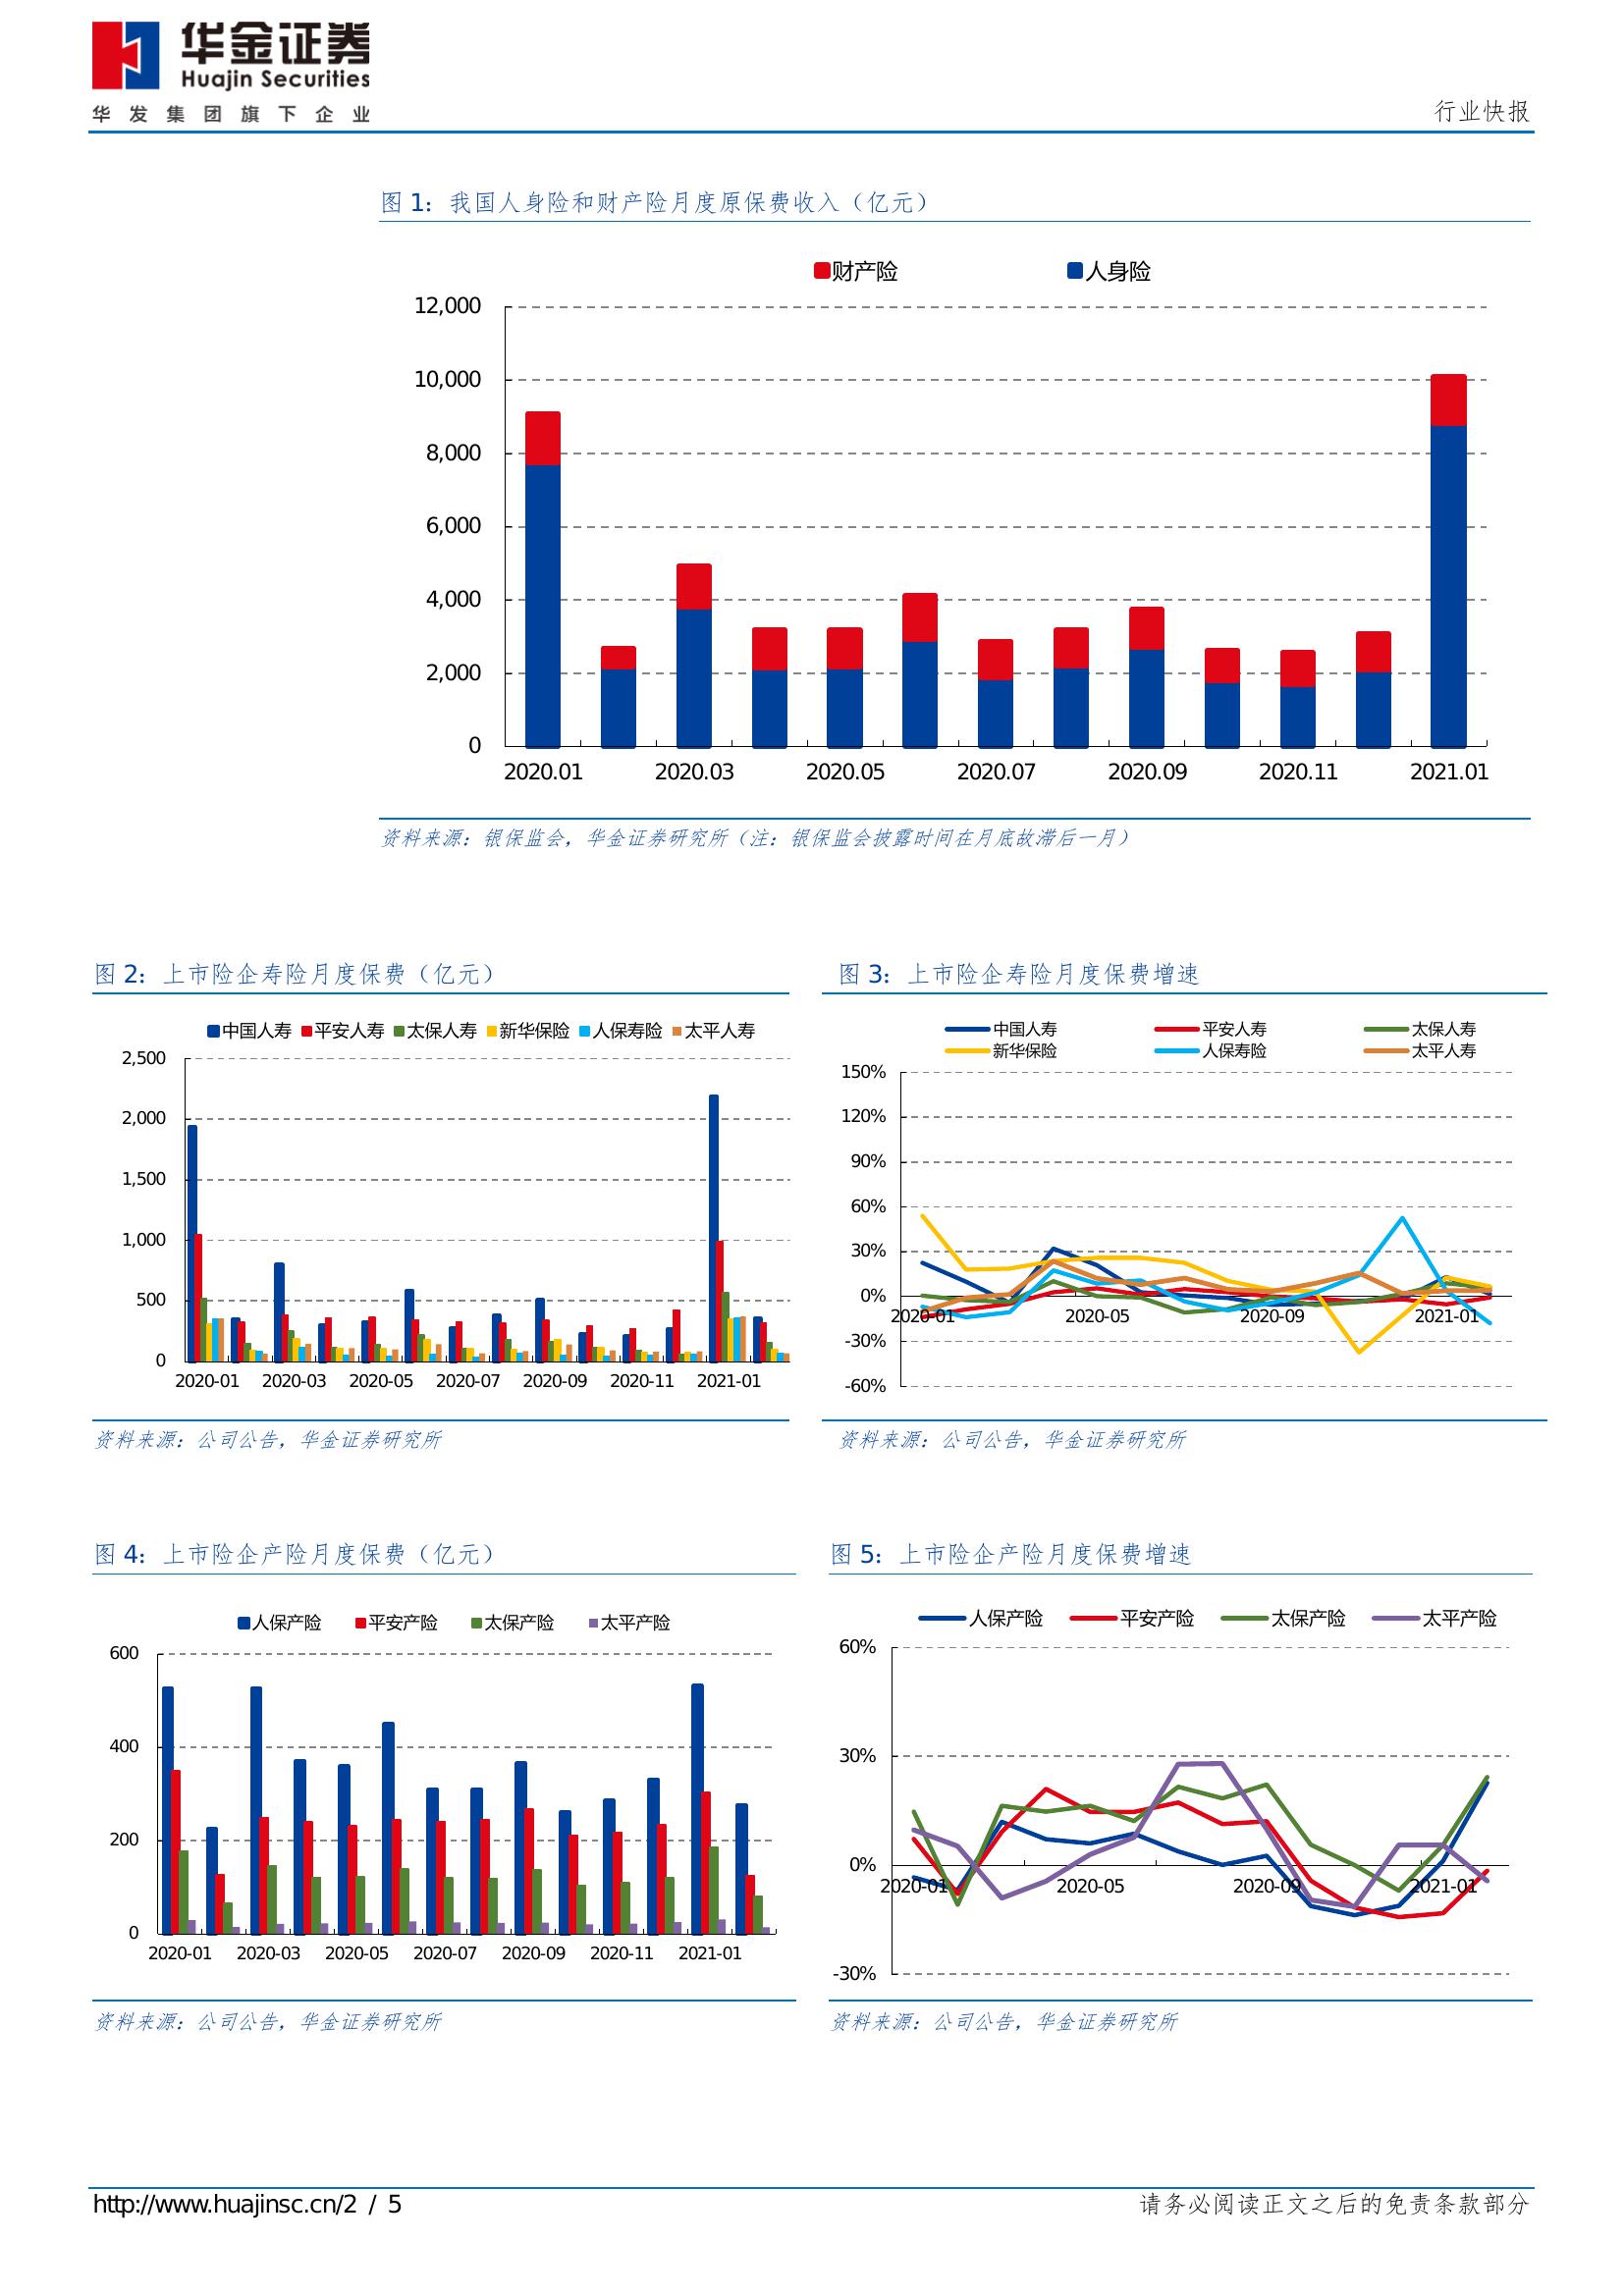 华金证券
Huajin Securities
华发集团旗下企业
行业快报
图 1：我国人身险和财产险月度原保费收入（亿元）
财产险 人身险
12,000
10,000
8,000
6,000
4,000
2,000
0
2020.01 2020.03 2020.05 2020.07 2020.09 2020.11 2021.01
资料来源：银保监会，华金证券研究所（注：银保监会披露时间在月底故滞后一月）
图 2：上市险企寿险月度保费（亿元）
中国人寿 平安人寿 太保人寿 新华保险 人保寿险 太平人寿
2,500
2,000
1,500
1,000
500
0
2020-01 2020-03 2020-05 2020-07 2020-09 2020-11 2021-01
资料来源：公司公告，华金证券研究所
图 3：上市险企寿险月度保费增速
中国人寿 平安人寿 太保人寿
新华保险 人保寿险 太平人寿
150%
120%
90%
60%
30%
0%
-30%
-60%
2020-01 2020-05 2020-09 2021-01
资料来源：公司公告，华金证券研究所
图 4：上市险企产险月度保费（亿元）
人保产险 平安产险 太保产险 太平产险
600
400
200
0
2020-01 2020-03 2020-05 2020-07 2020-09 2020-11 2021-01
资料来源：公司公告，华金证券研究所
图 5：上市险企产险月度保费增速
人保产险 平安产险 太保产险 太平产险
60%
30%
0%
-30%
2020-01 2020-05 2020-09 2021-01
资料来源：公司公告，华金证券研究所
http://www.huajinsc.cn/2 / 5
请务必阅读正文之后的免责条款部分